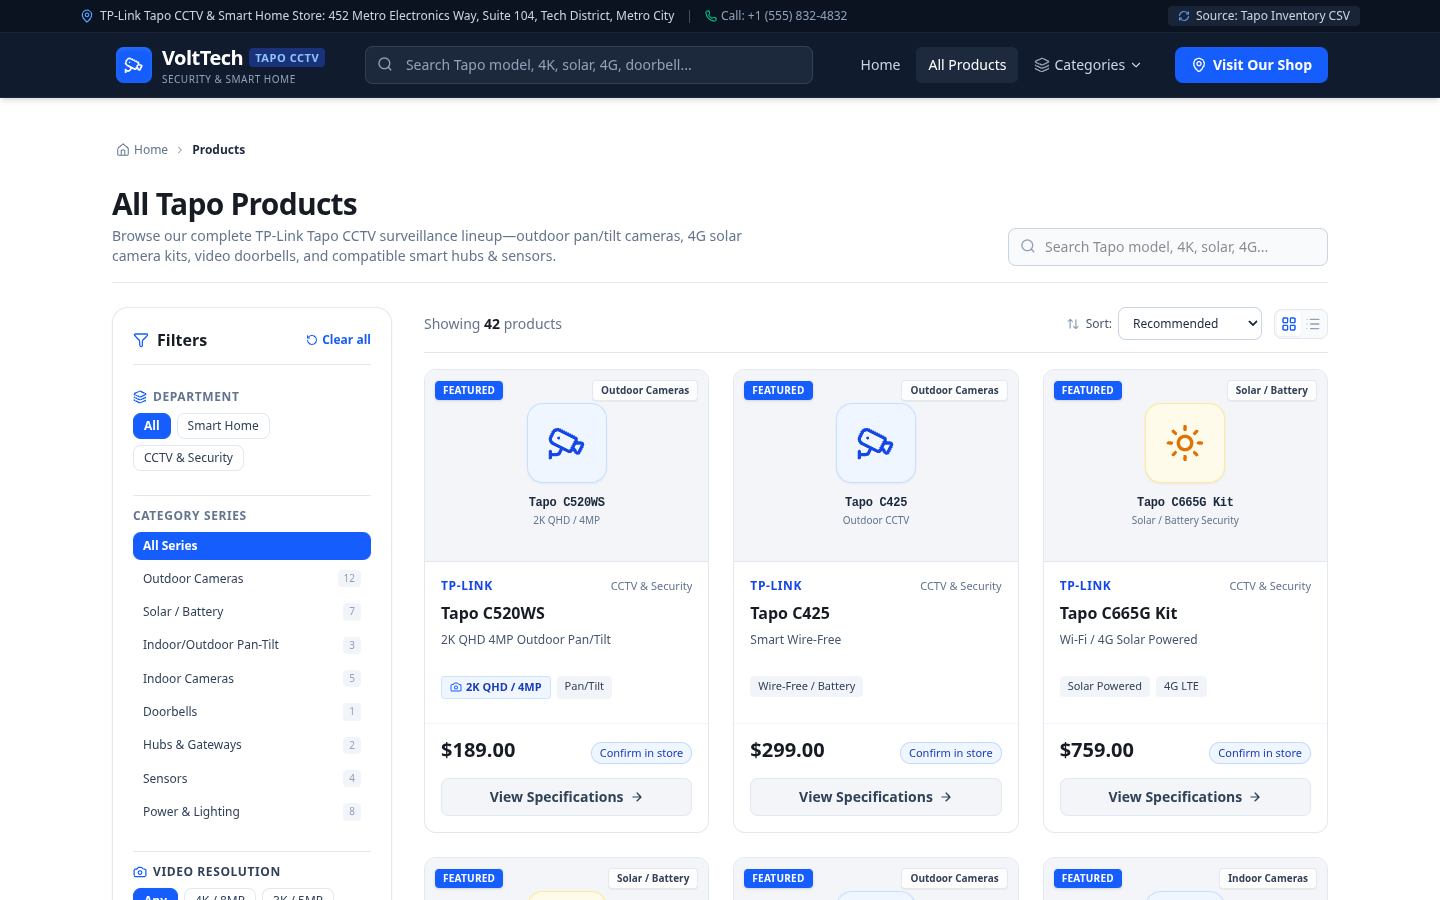 TP-Link Tapo CCTV & Smart Home Store: 452 Metro Electronics Way, Suite 104, Tech District, Metro City
Call: +1 (555) 832-4832
Source: Tapo Inventory CSV
VoltTech
TAPO CCTV
SECURITY & SMART HOME
Search Tapo model, 4K, solar, 4G, doorbell...
Home
All Products
Categories
Visit Our Shop
Home
Products
All Tapo Products
Browse our complete TP-Link Tapo CCTV surveillance lineup—outdoor pan/tilt cameras, 4G solar
camera kits, video doorbells, and compatible smart hubs & sensors.
Search Tapo model, 4K, solar, 4G...
Filters
Clear all
DEPARTMENT
All
Smart Home
CCTV & Security
CATEGORY SERIES
All Series
Outdoor Cameras 12
Solar / Battery 7
Indoor/Outdoor Pan-Tilt 3
Indoor Cameras 5
Doorbells 1
Hubs & Gateways 2
Sensors 4
Power & Lighting 8
VIDEO RESOLUTION
Any
4K / 8MP
3K / 5MP
Showing 42 products
Sort:
Recommended
FEATURED
Outdoor Cameras
Tapo C520WS
2K QHD / 4MP
TP-LINK
CCTV & Security
Tapo C520WS
2K QHD 4MP Outdoor Pan/Tilt
2K QHD / 4MP
Pan/Tilt
$189.00
Confirm in store
View Specifications
FEATURED
Outdoor Cameras
Tapo C425
Outdoor CCTV
TP-LINK
CCTV & Security
Tapo C425
Smart Wire-Free
Wire-Free / Battery
$299.00
Confirm in store
View Specifications
FEATURED
Solar / Battery
Tapo C665G Kit
Solar / Battery Security
TP-LINK
CCTV & Security
Tapo C665G Kit
Wi-Fi / 4G Solar Powered
Solar Powered
4G LTE
$759.00
Confirm in store
View Specifications
FEATURED
Solar / Battery
FEATURED
Outdoor Cameras
FEATURED
Indoor Cameras